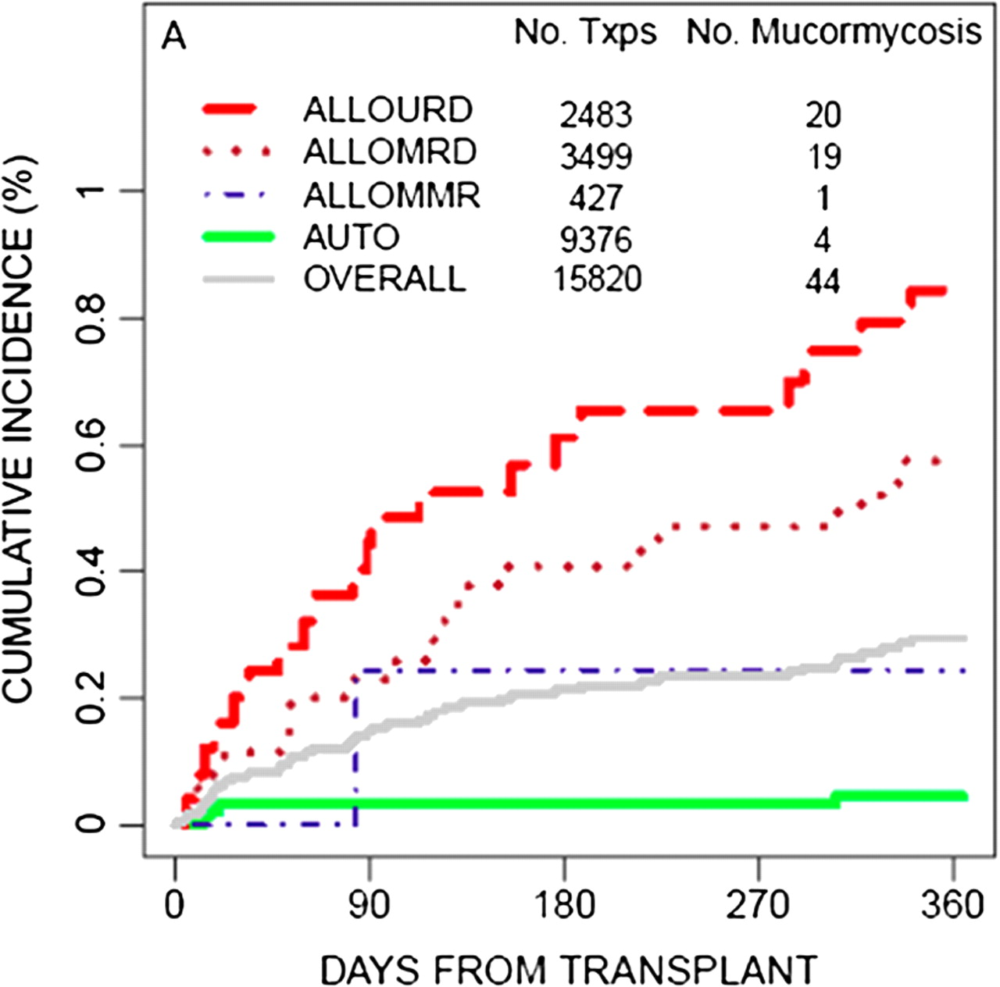 A No. Txps No. Mucormycosis
ALLOURD 2483 20
ALLOMRD 3499 19
ALLOMMR 427 1
AUTO 9376 4
OVERALL 15820 44
CUMULATIVE INCIDENCE (%)
1
0.8
0.6
0.4
0.2
0
0 90 180 270 360
DAYS FROM TRANSPLANT